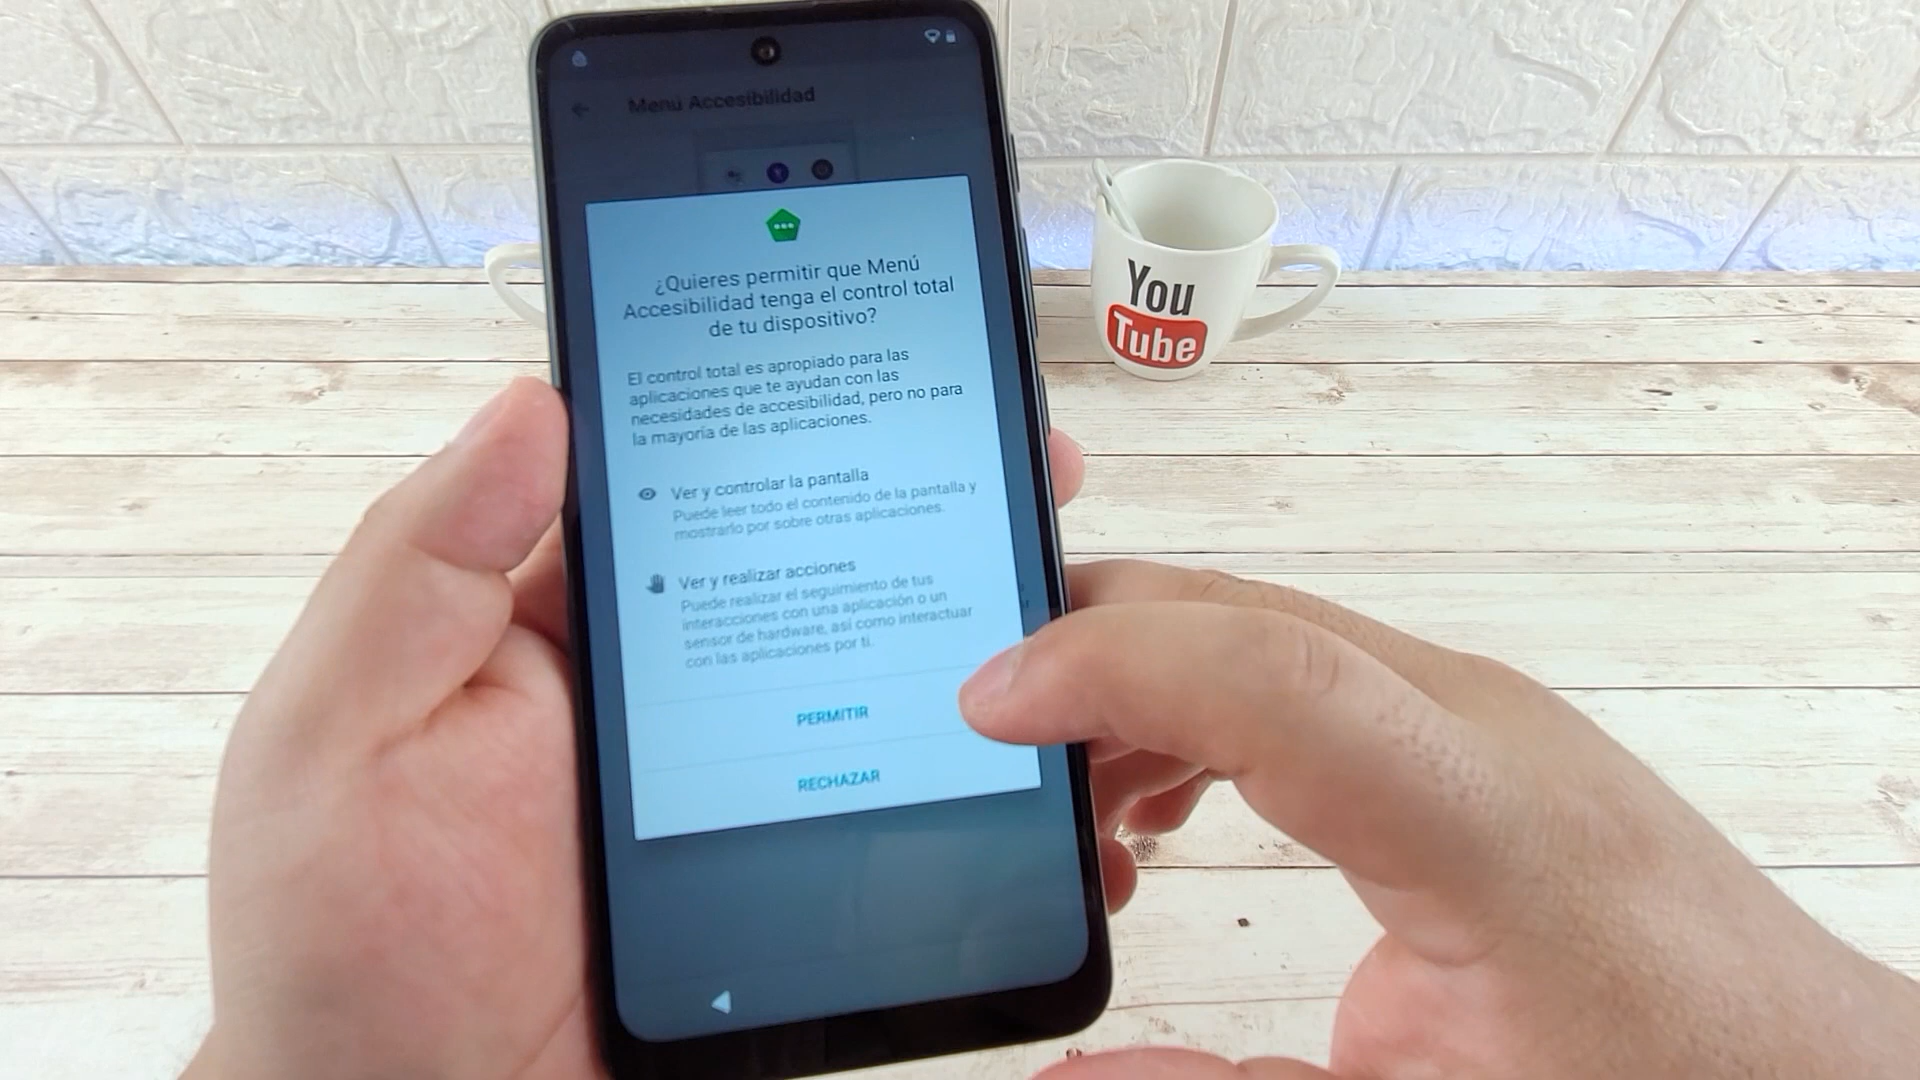 Menú Accesibilidad
¿Quieres permitir que Menú
Accesibilidad tenga el control total
de tu dispositivo?
El control total es apropiado para las
aplicaciones que te ayudan con las
necesidades de accesibilidad, pero no para
la mayoría de las aplicaciones.
Ver y controlar la pantalla
Puede leer todo el contenido de la pantalla y
mostrarlo por sobre otras aplicaciones.
Ver y realizar acciones
Puede realizar el seguimiento de tus
interacciones con una aplicación o un
sensor de hardware, así como interactuar
con las aplicaciones por ti.
PERMITIR
RECHAZAR
You
Tube